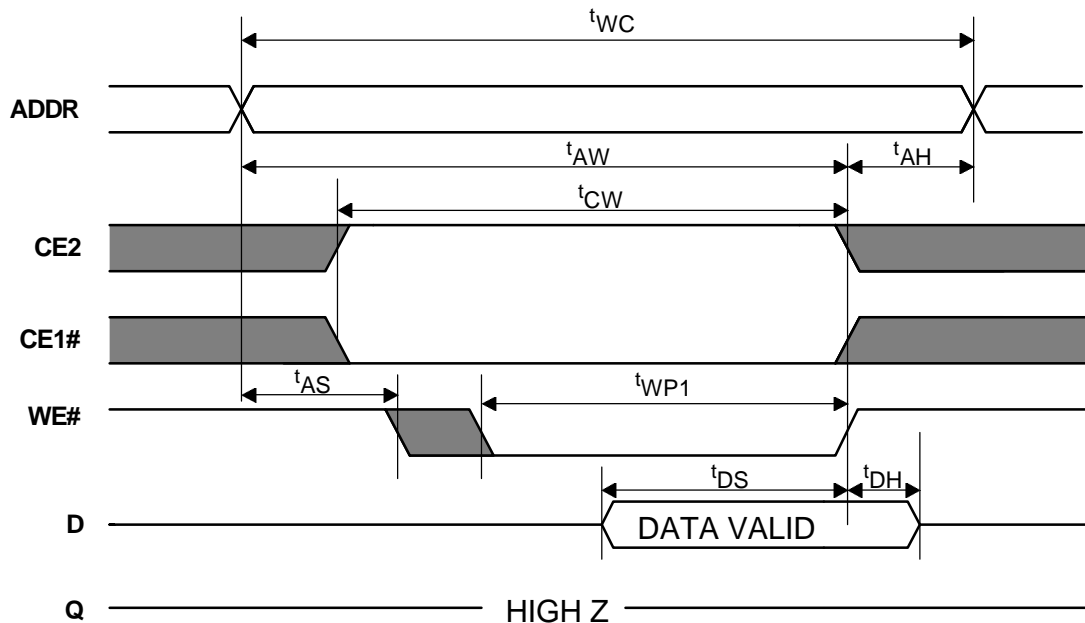 tWC
ADDR
tAW
tAH
tCW
CE2
CE1#
tAS
tWP1
WE#
tDS
tDH
D
DATA VALID
Q
HIGH Z